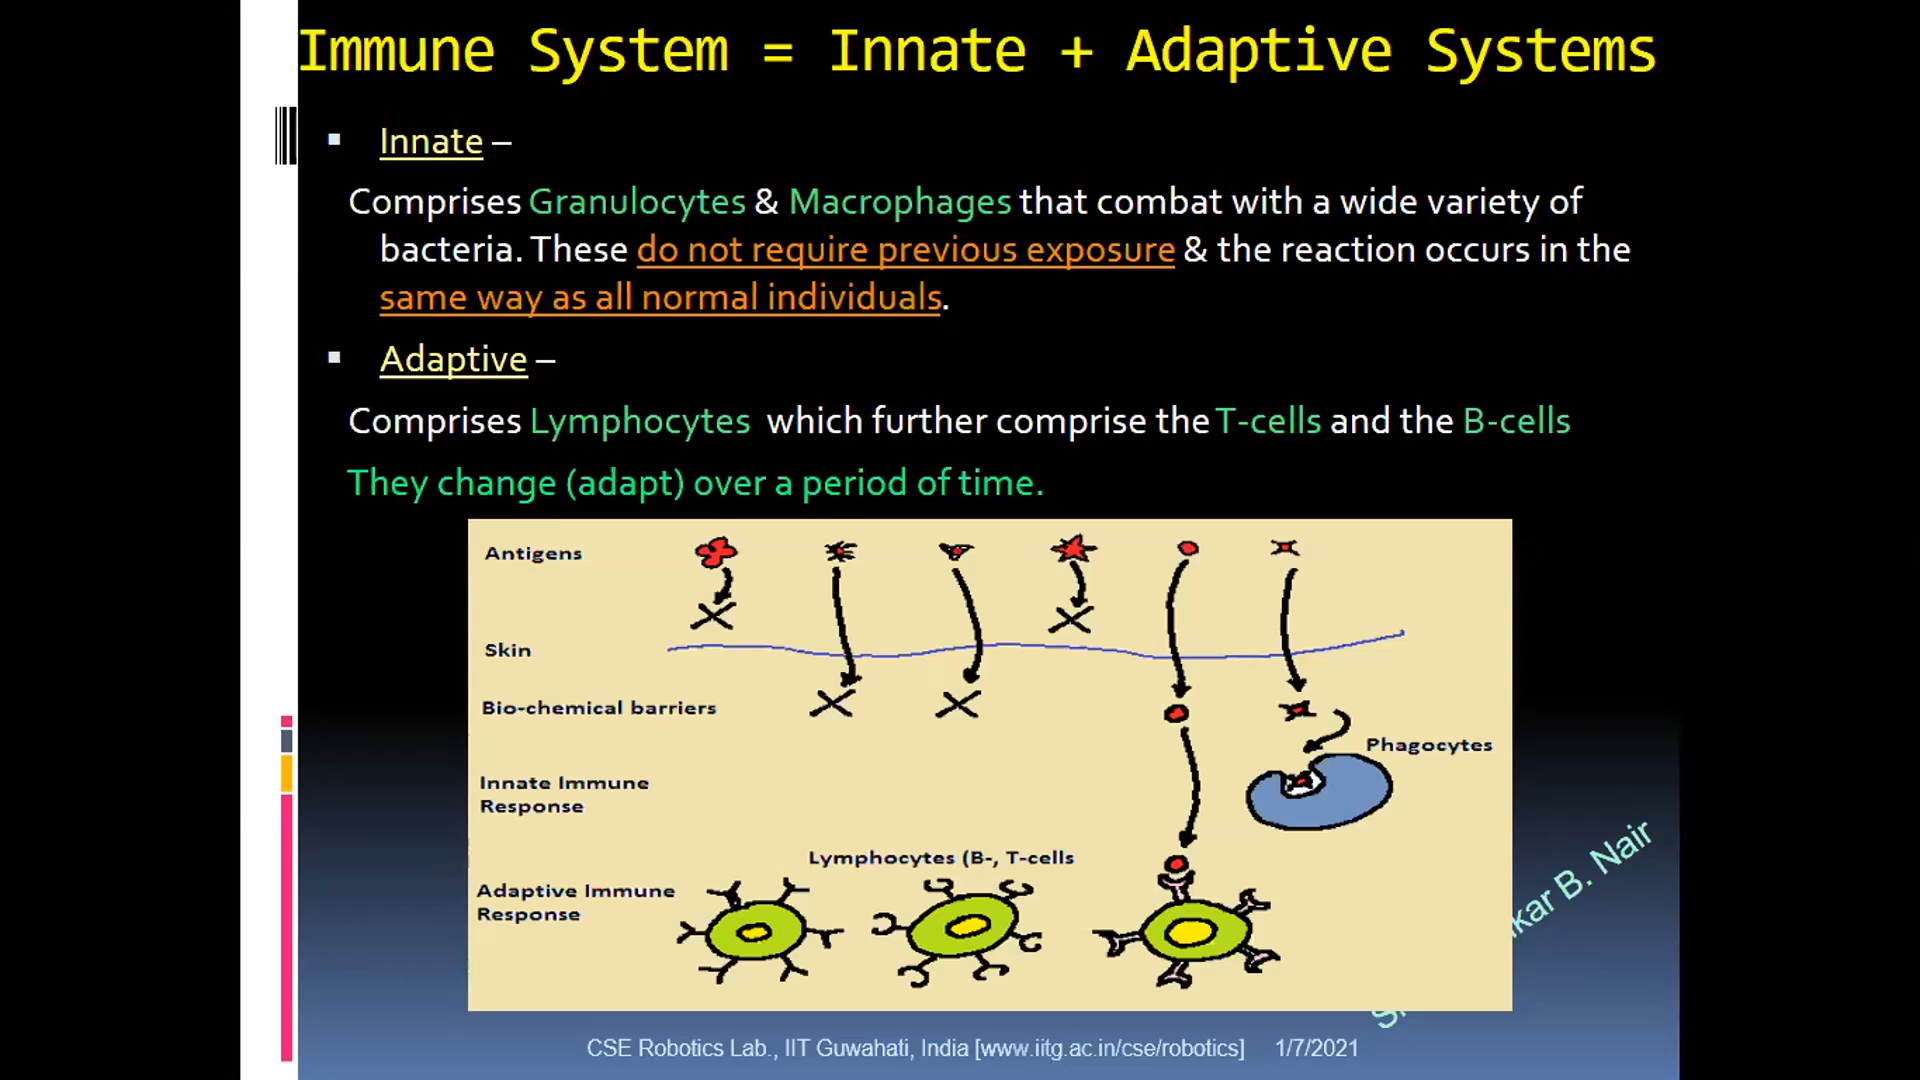 Immune System = Innate + Adaptive Systems
▪ Innate –
Comprises Granulocytes & Macrophages that combat with a wide variety of
bacteria. These do not require previous exposure & the reaction occurs in the
same way as all normal individuals.
▪ Adaptive –
Comprises Lymphocytes which further comprise the T-cells and the B-cells
They change (adapt) over a period of time.
Antigens
Skin
Bio-chemical barriers
Phagocytes
Innate Immune
Response
Lymphocytes (B-, T-cells
Adaptive Immune
Response
B. Nair
CSE Robotics Lab., IIT Guwahati, India [www.iitg.ac.in/cse/robotics] 1/7/2021